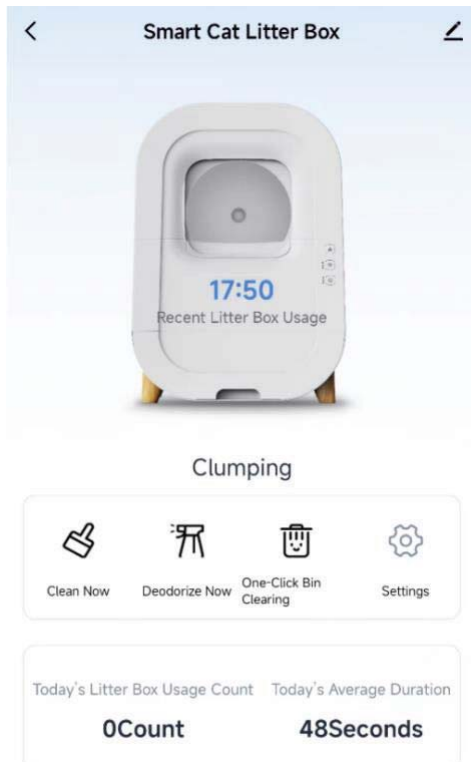 Smart Cat Litter Box
17:50
Recent Litter Box Usage
Clumping
Clean Now
Deodorize Now
One-Click Bin
Clearing
Settings
Today's Litter Box Usage Count
Today's Average Duration
0Count
48Seconds